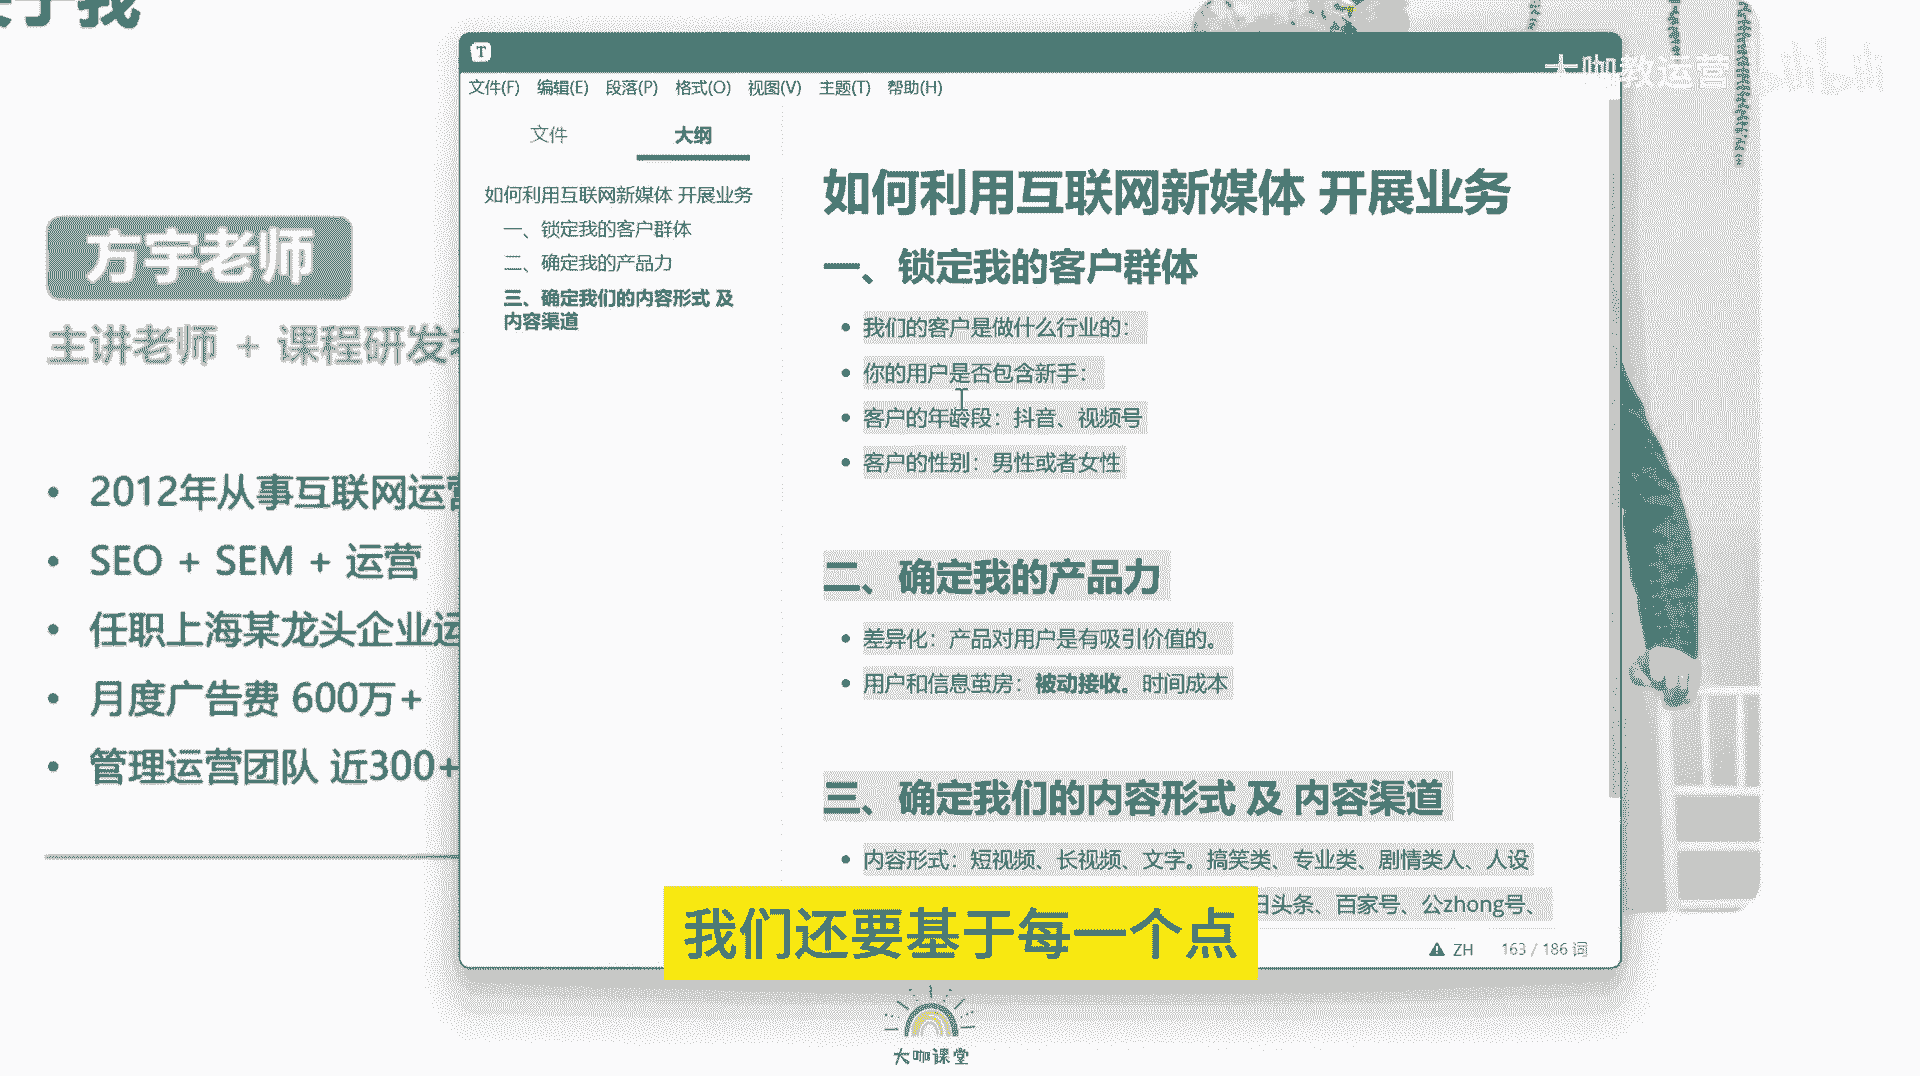 于我
方宇老师
主讲老师 + 课程研发
• 2012年从事互联网运营
• SEO + SEM + 运营
• 任职上海某龙头企业运
• 月度广告费 600万+
• 管理运营团队 近300+
T
文件(F) 编辑(E) 段落(P) 格式(O) 视图(V) 主题(T) 帮助(H)
文件 大纲
如何利用互联网新媒体 开展业务
一、锁定我的客户群体
二、确定我的产品力
三、确定我们的内容形式 及
内容渠道
如何利用互联网新媒体 开展业务
一、锁定我的客户群体
• 我们的客户是做什么行业的：
• 你的用户是否包含新手：
• 客户的年龄段：抖音、视频号
• 客户的性别：男性或者女性
二、确定我的产品力
• 差异化：产品对用户是有吸引价值的。
• 用户和信息茧房：被动接收。时间成本
三、确定我们的内容形式 及 内容渠道
• 内容形式：短视频、长视频、文字。搞笑类、专业类、剧情类人、人设
日头条、百家号、公zhong号、
ZH 163 / 186 词
我们还要基于每一个点
大咖课堂
大咖教运营 bilibili